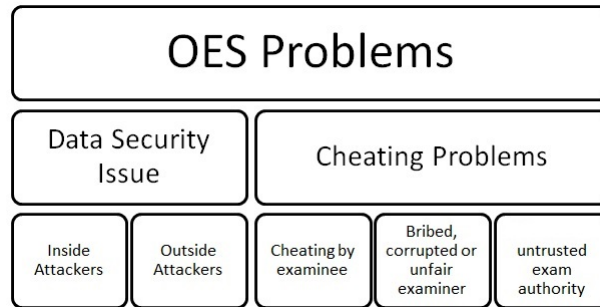 OES Problems
Data Security
Issue
Cheating Problems
Inside
Attackers
Outside
Attackers
Cheating by
examinee
Bribed,
corrupted or
unfair
examiner
untrusted
exam
authority